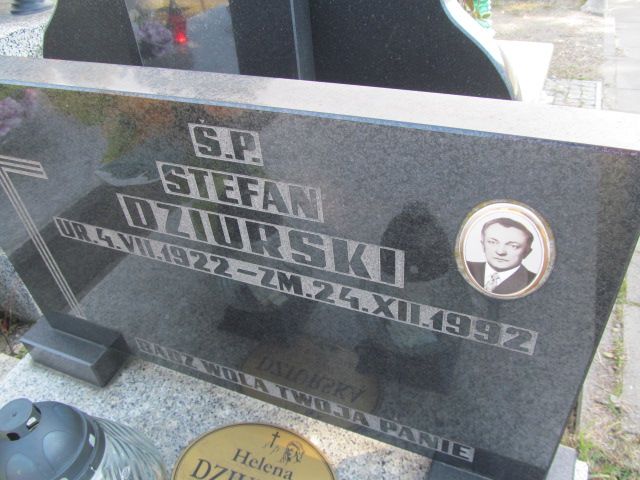 Ś.P.
STEFAN
DZIURSKI
UR.4.VII.1922-ZM.24.XII.1992
BĄDŹ WOLA TWOJA PANIE
Helena